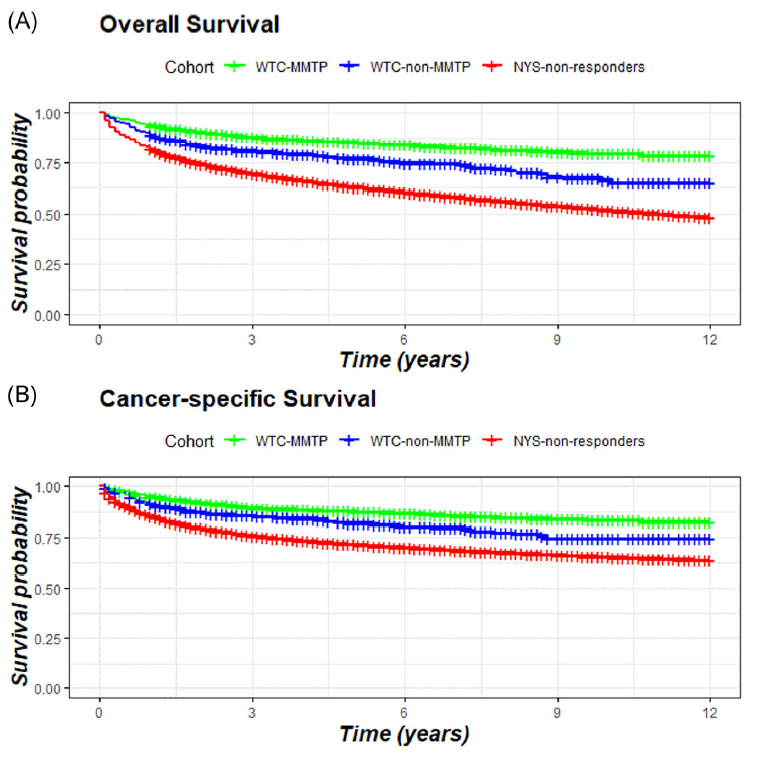 (A)
Overall Survival
Cohort WTC-MMTP WTC-non-MMTP NYS-non-responders
Survival probability
1.00
0.75
0.50
0.25
0.00
0 3 6 9 12
Time (years)
(B)
Cancer-specific Survival
Cohort WTC-MMTP WTC-non-MMTP NYS-non-responders
Survival probability
1.00
0.75
0.50
0.25
0.00
0 3 6 9 12
Time (years)